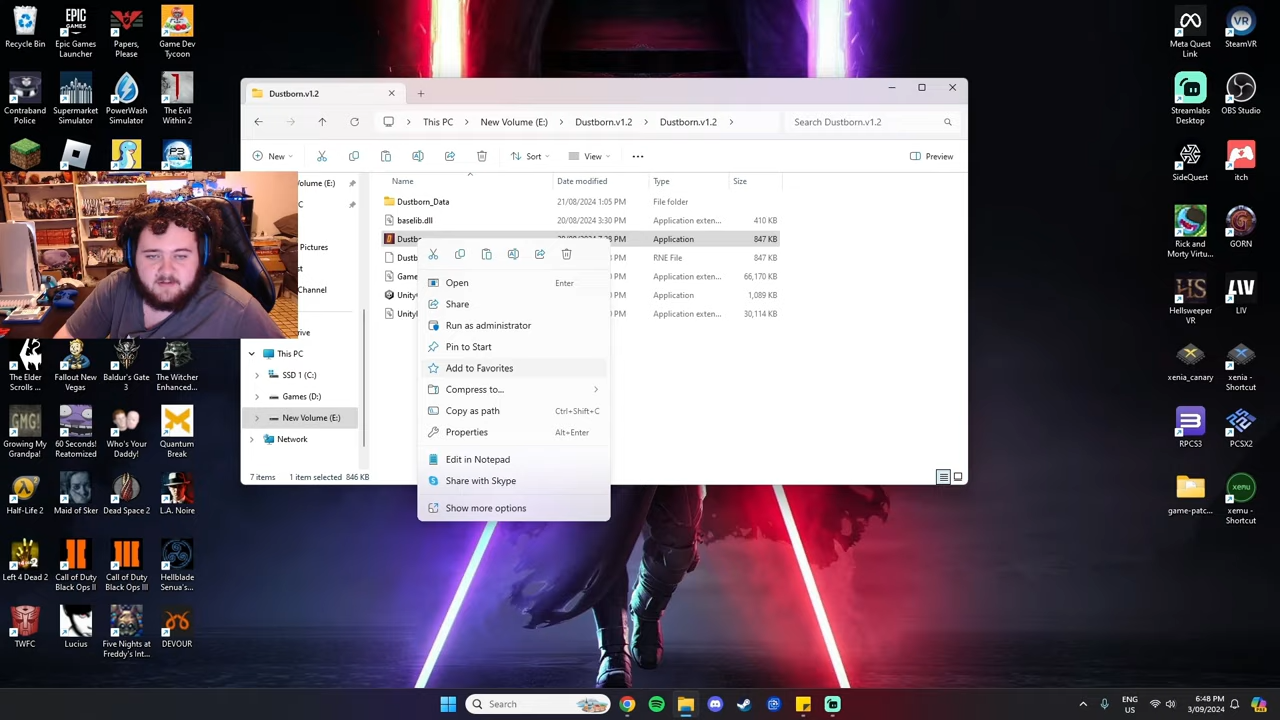 Recycle Bin
Epic Games
Launcher
Papers,
Please
Game Dev
Tycoon
Contraband
Police
Supermarket
Simulator
PowerWash
Simulator
The Evil
Within 2
The Elder
Scrolls ...
Fallout New
Vegas
Baldur's Gate
3
The Witcher
Enhanced...
Growing My
Grandpa!
60 Seconds!
Reatomized
Who's Your
Daddy!
Quantum
Break
Half-Life 2
Maid of Sker
Dead Space 2
L.A. Noire
Left 4 Dead 2
Call of Duty
Black Ops II
Call of Duty
Black Ops III
Hellblade
Senua's...
TWFC
Lucius
Five Nights at
Freddy's Int...
DEVOUR
Dustborn.v1.2
This PC
New Volume (E:)
Dustborn.v1.2
Dustborn.v1.2
Search Dustborn.v1.2
New
Sort
View
Preview
Name
Date modified
Type
Size
Dustborn_Data
21/08/2024 1:05 PM
File folder
baselib.dll
20/08/2024 3:30 PM
Application exten...
410 KB
Application
847 KB
RNE File
847 KB
Application exten...
66,170 KB
Application
1,089 KB
Application exten...
30,114 KB
olume (E:)
Pictures
Channel
This PC
SSD 1 (C:)
Games (D:)
New Volume (E:)
Network
7 items
1 item selected 846 KB
Open
Enter
Share
Run as administrator
Pin to Start
Add to Favorites
Compress to...
Copy as path
Ctrl+Shift+C
Properties
Alt+Enter
Edit in Notepad
Share with Skype
Show more options
Meta Quest
Link
SteamVR
Streamlabs
Desktop
OBS Studio
SideQuest
itch
Rick and
Morty Virtu...
GORN
Hellsweeper
VR
LIV
xenia_canary
xenia -
Shortcut
RPCS3
PCSX2
game-patc...
xemu -
Shortcut
Search
ENG
US
6:48 PM
3/09/2024